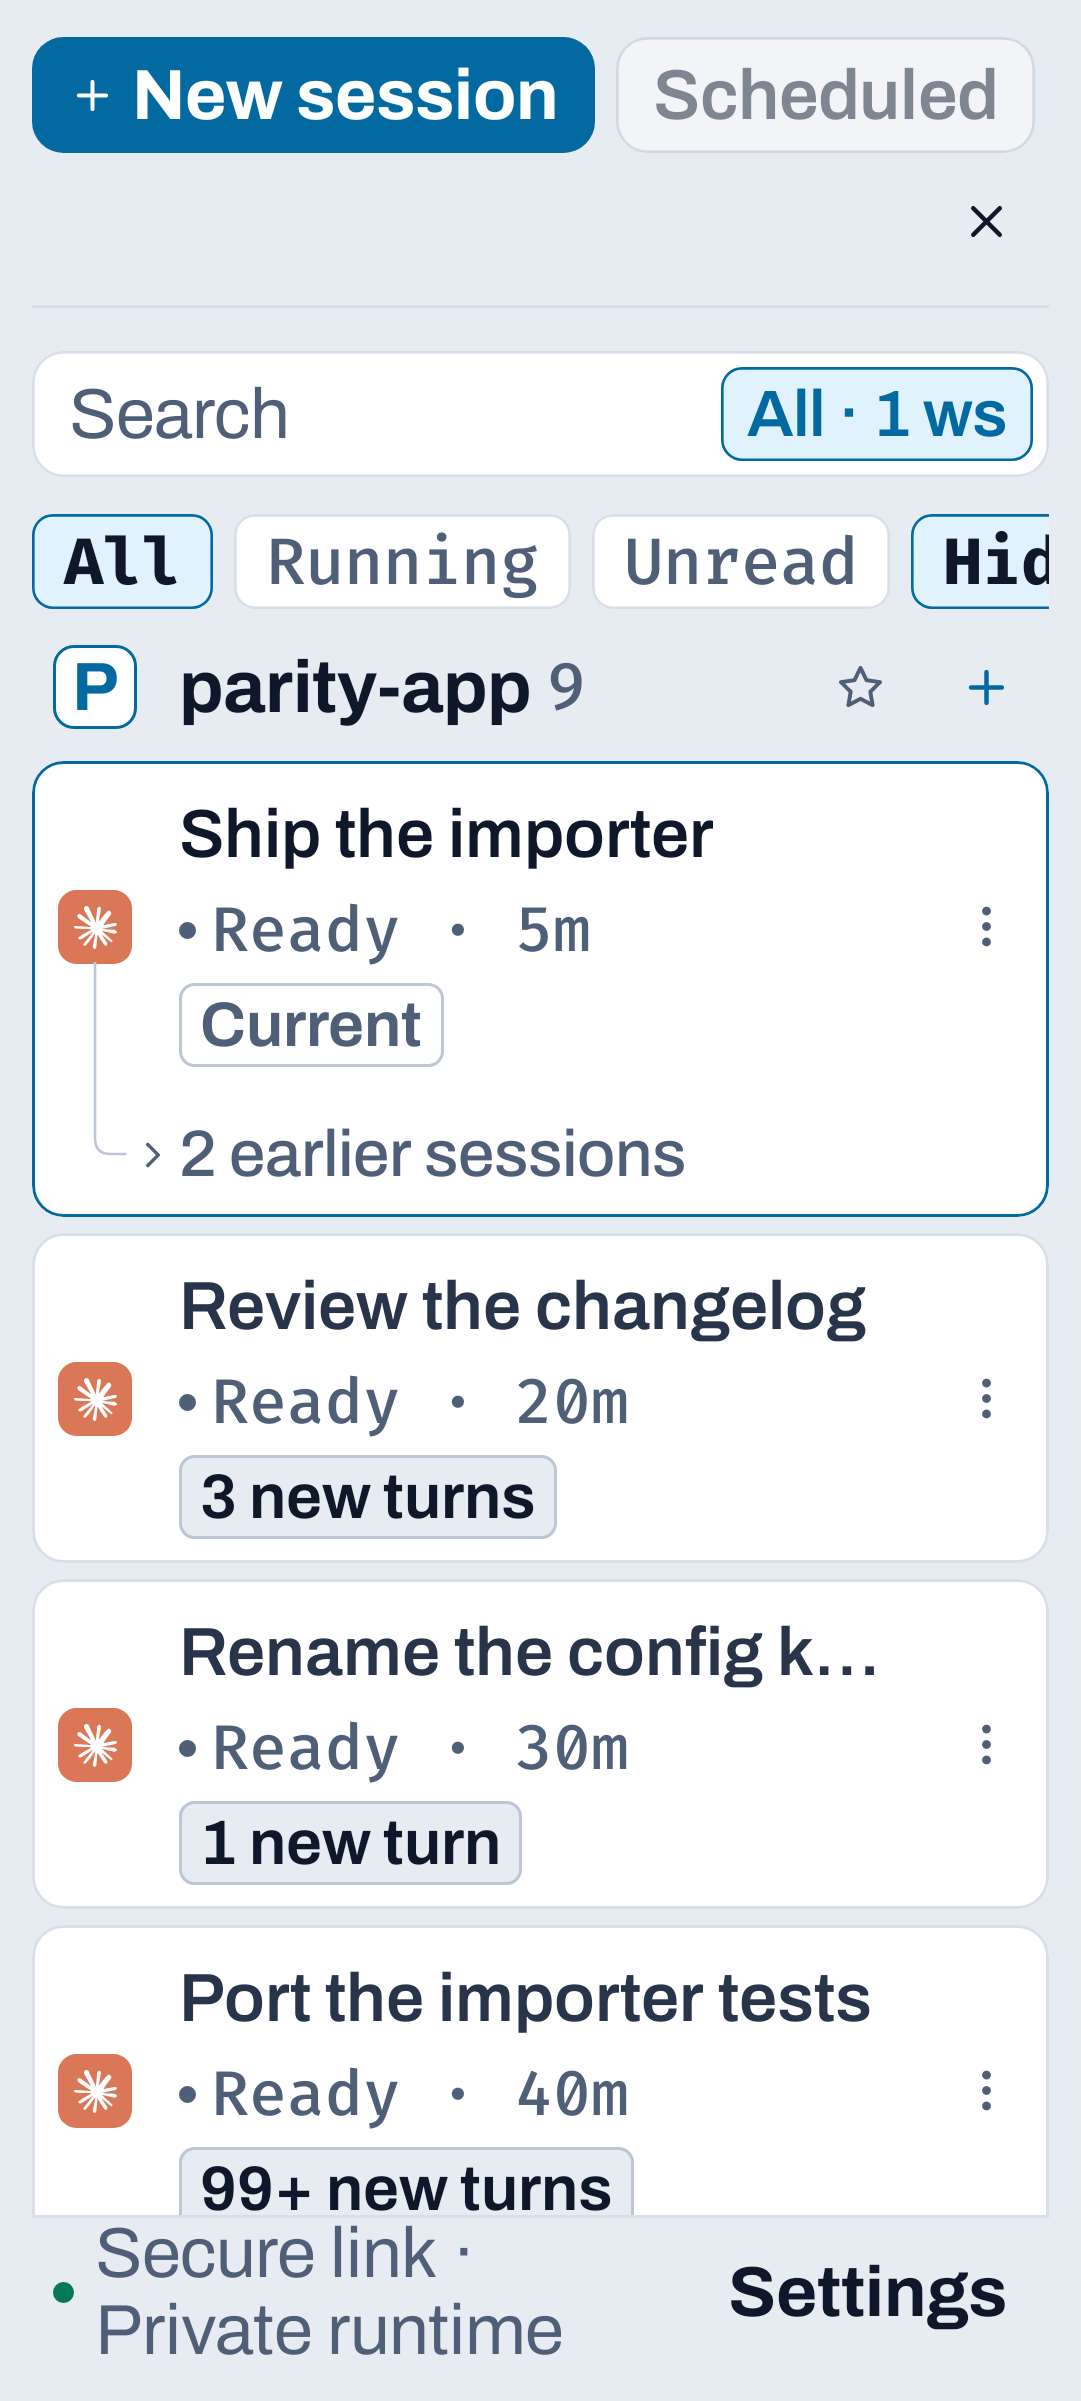 + New session Scheduled
Search All · 1 ws
All Running Unread Hid
P parity-app 9
Ship the importer
• Ready · 5m
Current
2 earlier sessions
Review the changelog
• Ready · 20m
3 new turns
Rename the config k…
• Ready · 30m
1 new turn
Port the importer tests
• Ready · 40m
99+ new turns
Secure link ·
Private runtime
Settings